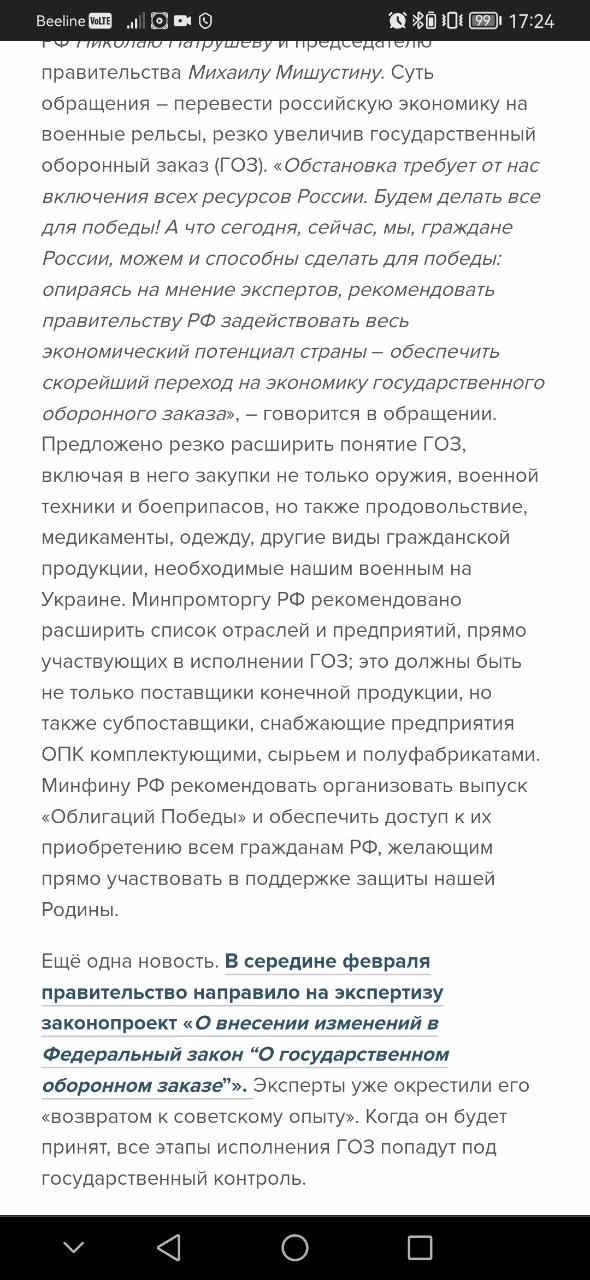 Beeline VoLTE 99 17:24
РФ Николаю Патрушеву и председателю
правительства Михаилу Мишустину. Суть
обращения – перевести российскую экономику на
военные рельсы, резко увеличив государственный
оборонный заказ (ГОЗ). «Обстановка требует от нас
включения всех ресурсов России. Будем делать все
для победы! А что сегодня, сейчас, мы, граждане
России, можем и способны сделать для победы:
опираясь на мнение экспертов, рекомендовать
правительству РФ задействовать весь
экономический потенциал страны – обеспечить
скорейший переход на экономику государственного
оборонного заказа», – говорится в обращении.
Предложено резко расширить понятие ГОЗ,
включая в него закупки не только оружия, военной
техники и боеприпасов, но также продовольствие,
медикаменты, одежду, другие виды гражданской
продукции, необходимые нашим военным на
Украине. Минпромторгу РФ рекомендовано
расширить список отраслей и предприятий, прямо
участвующих в исполнении ГОЗ; это должны быть
не только поставщики конечной продукции, но
также субпоставщики, снабжающие предприятия
ОПК комплектующими, сырьем и полуфабрикатами.
Минфину РФ рекомендовать организовать выпуск
«Облигаций Победы» и обеспечить доступ к их
приобретению всем гражданам РФ, желающим
прямо участвовать в поддержке защиты нашей
Родины.
Ещё одна новость. В середине февраля
правительство направило на экспертизу
законопроект «О внесении изменений в
Федеральный закон “О государственном
оборонном заказе”». Эксперты уже окрестили его
«возвратом к советскому опыту». Когда он будет
принят, все этапы исполнения ГОЗ попадут под
государственный контроль.